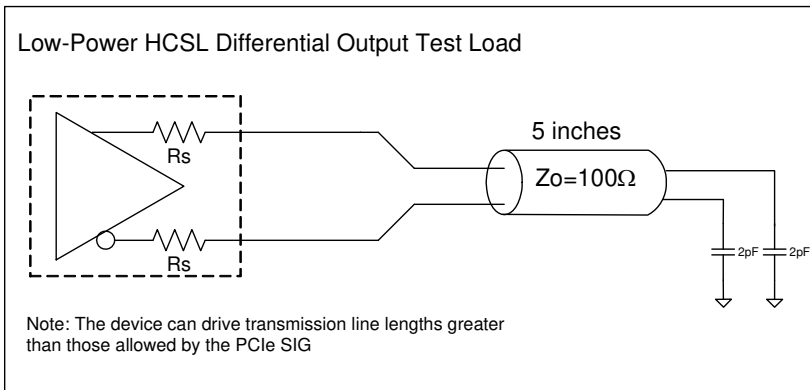 Low-Power HCSL Differential Output Test Load
Rs
Rs
5 inches
Zo=100Ω
2pF
2pF
Note: The device can drive transmission line lengths greater
than those allowed by the PCIe SIG